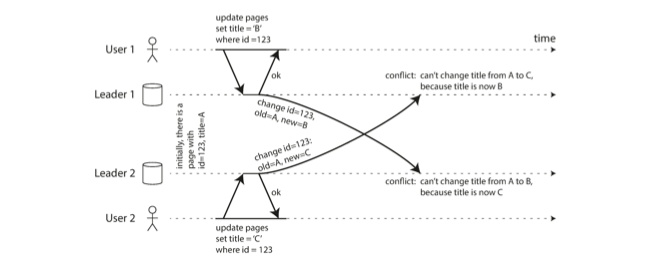 update pages
set title = 'B'
where id =123
time
User 1
ok
Leader 1
conflict: can't change title from A to C,
because title is now B
change id=123,
old=A, new=B
initially, there is a
page with
id=123, title=A
change id=123:
old=A, new=C
Leader 2
conflict: can't change title from A to B,
because title is now C
ok
User 2
update pages
set title = 'C'
where id = 123